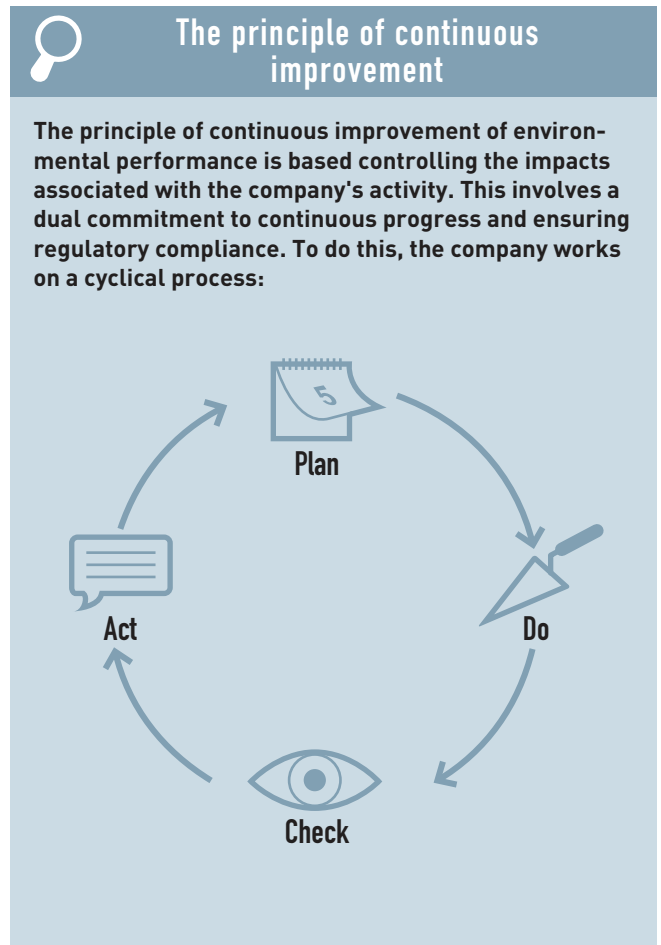 The principle of continuous
improvement
The principle of continuous improvement of environ-
mental performance is based controlling the impacts
associated with the company's activity. This involves a
dual commitment to continuous progress and ensuring
regulatory compliance. To do this, the company works
on a cyclical process:
5
Plan
Act
Do
Check